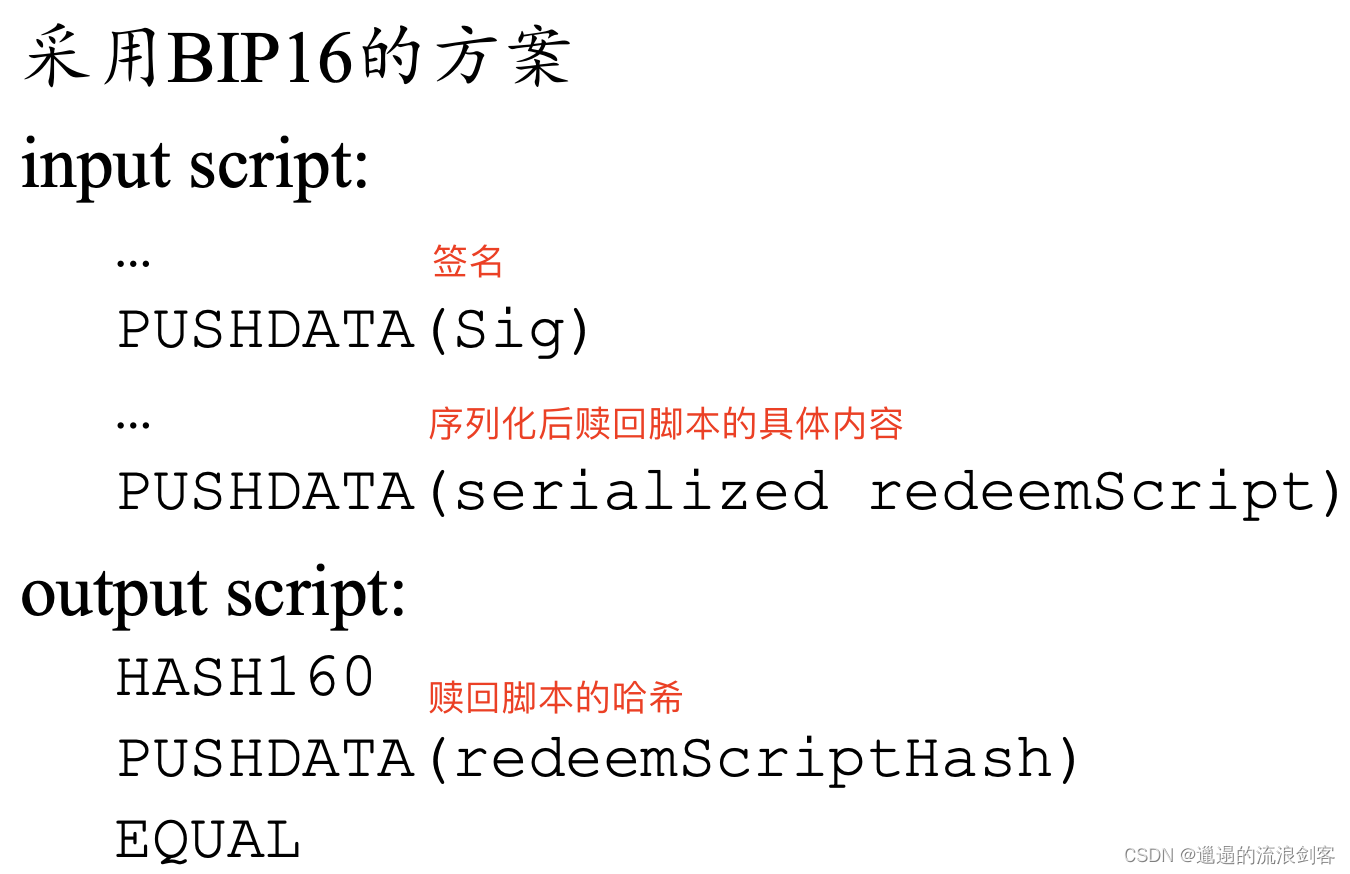 采用BIP16的方案
input script:
...
签名
PUSHDATA(Sig)
...
序列化后赎回脚本的具体内容
PUSHDATA(serialized redeemScript)
output script:
HASH160
赎回脚本的哈希
PUSHDATA(redeemScriptHash)
EQUAL
CSDN @邋遢的流浪剑客